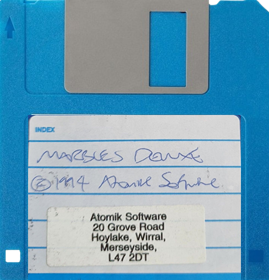 INDEX
MARBLES DELUXE
© 1994 Atomik Software
Atomik Software
20 Grove Road
Hoylake, Wirral,
Merseyside,
L47 2DT